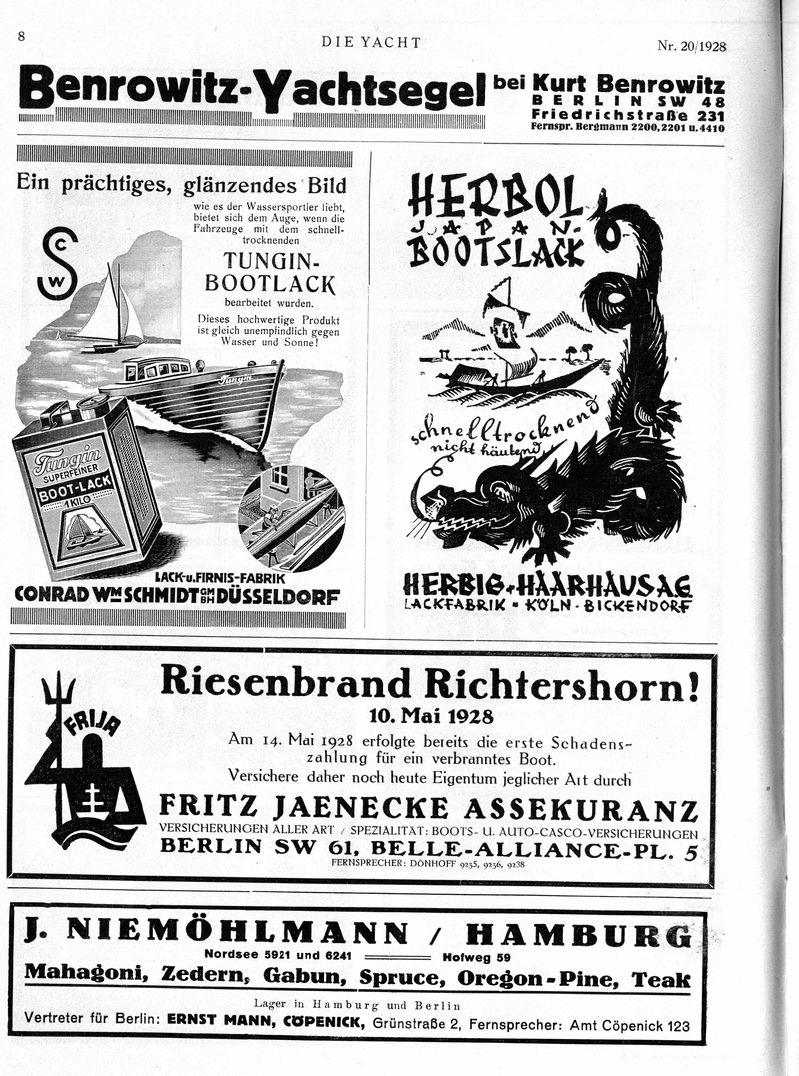 8
DIE YACHT
Nr. 20/1928
Benrowitz-Yachtsegel bei Kurt Benrowitz
BERLIN SW 48
Friedrichstraße 231
Fernspr. Bergmann 2200, 2201 u. 4410
Ein prächtiges, glänzendes Bild
wie es der Wassersportler liebt,
bietet sich dem Auge, wenn die
Fahrzeuge mit dem schnell-
trocknenden
TUNGIN-
BOOTLACK
bearbeitet wurden.
Dieses hochwertige Produkt
ist gleich unempfindlich gegen
Wasser und Sonne!
C
S
W
Tungin
Tungin
SUPERFEINER
BOOT-LACK
1 KILO
LACK-u. FIRNIS-FABRIK
CONRAD WM SCHMIDT GMBH DÜSSELDORF
HERBOL
JAPAN-
BOOTSLACK
schnelltrocknend
nicht häutend
HERBIG-HAARHAUS A.G.
LACKFABRIK - KÖLN-BICKENDORF
FRIJA
Riesenbrand Richtershorn!
10. Mai 1928
Am 14. Mai 1928 erfolgte bereits die erste Schadens-
zahlung für ein verbranntes Boot.
Versichere daher noch heute Eigentum jeglicher Art durch
FRITZ JAENECKE ASSEKURANZ
VERSICHERUNGEN ALLER ART / SPEZIALITÄT: BOOTS- U. AUTO-CASCO-VERSICHERUNGEN
BERLIN SW 61, BELLE-ALLIANCE-PL. 5
FERNSPRECHER: DÖNHOFF 9235, 9236, 9238
J. NIEMÖHLMANN / HAMBURG
Nordsee 5921 und 6241 Hofweg 59
Mahagoni, Zedern, Gabun, Spruce, Oregon-Pine, Teak
Lager in Hamburg und Berlin
Vertreter für Berlin: ERNST MANN, CÖPENICK, Grünstraße 2, Fernsprecher: Amt Cöpenick 123